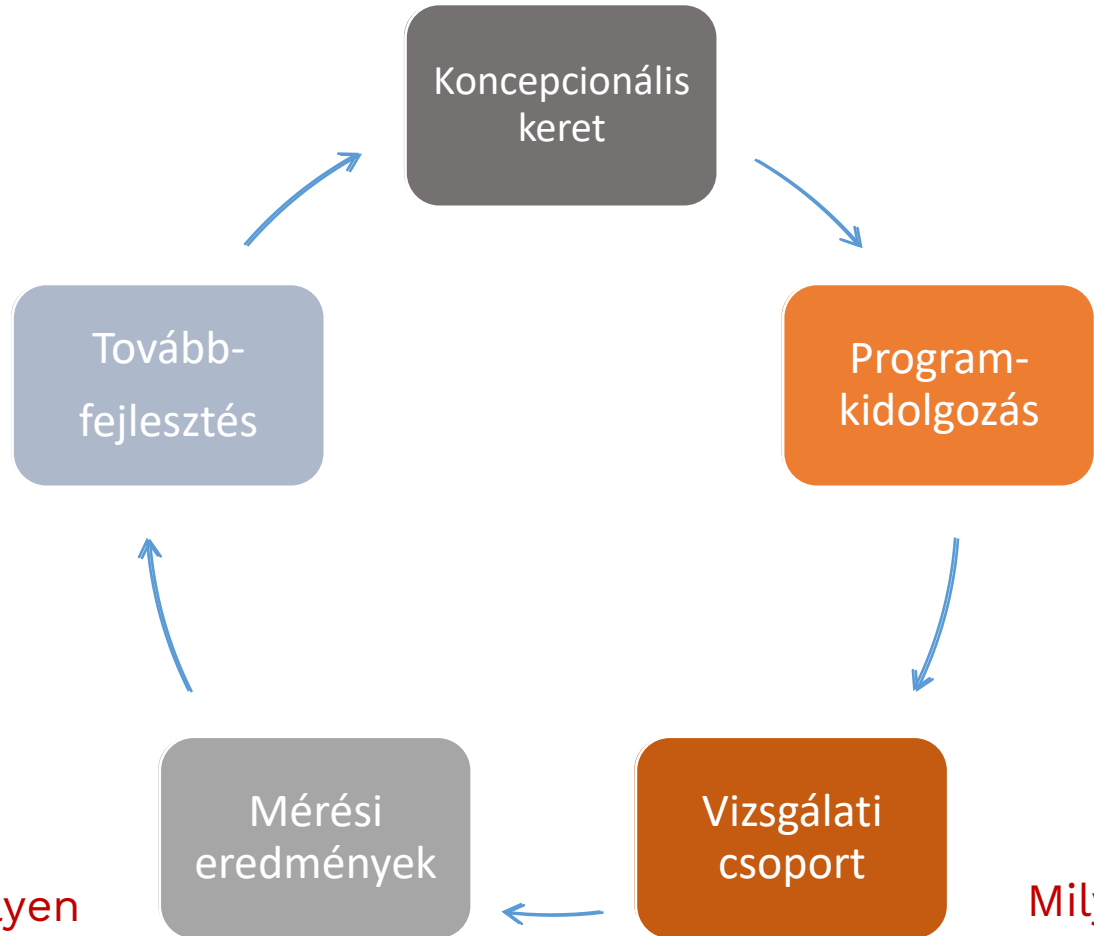 Koncepcionális
keret
Tovább-
fejlesztés
Program-
kidolgozás
Mérési
eredmények
Vizsgálati
csoport